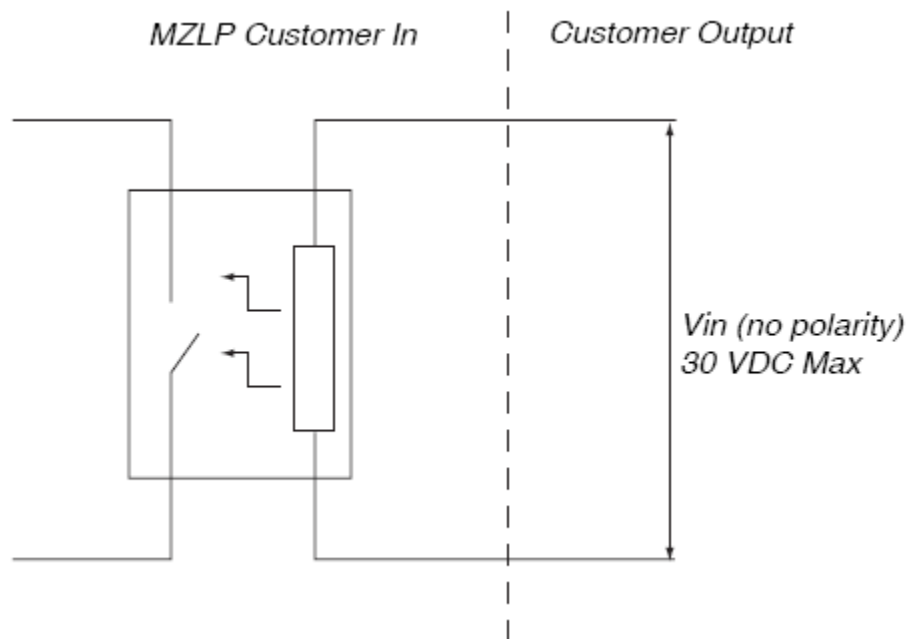 MZLP Customer In
Customer Output
Vin (no polarity)
30 VDC Max